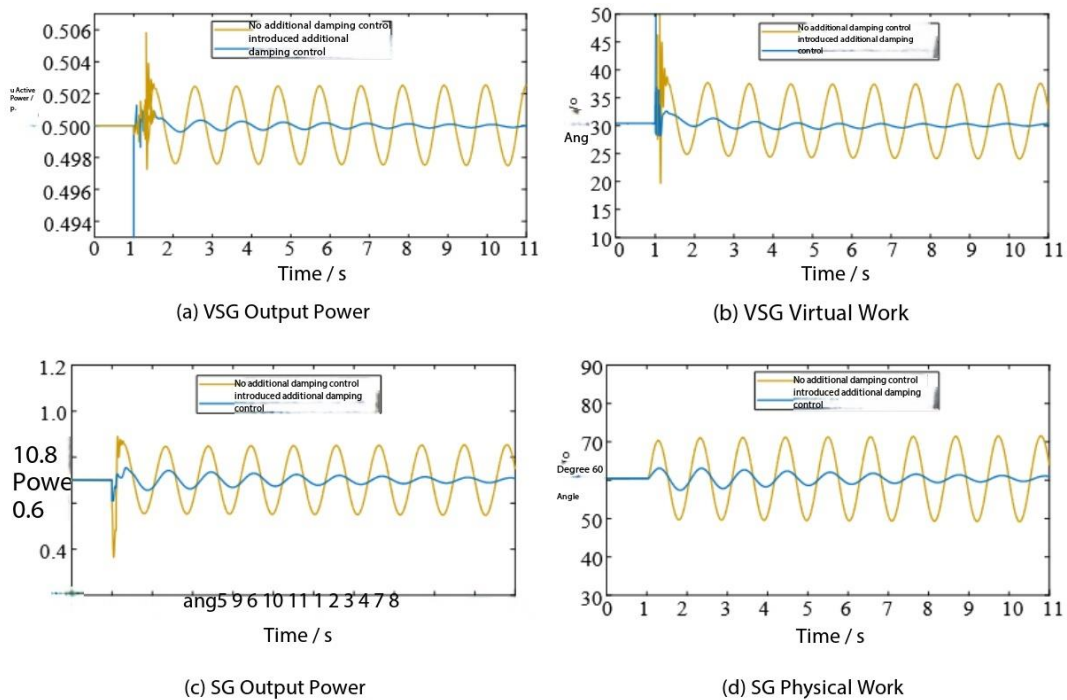 0.506
0.504
0.502
0.500
0.498
0.496
0.494
u Active
Power /
p.
No additional damping control
introduced additional
damping control
0 1 2 3 4 5 6 7 8 9 10 11
Time / s
(a) VSG Output Power
50
45
40
35
30
25
20
15
10
Ang
No additional damping control
introduced additional damping
control
0 1 2 3 4 5 6 7 8 9 10 11
Time / s
(b) VSG Virtual Work
1.2
1.0
10.8
Powe
0.6
0.4
No additional damping control
introduced additional damping
control
ang5 9 6 10 11 1 2 3 4 7 8
Time / s
(c) SG Output Power
90
80
70
Degree 60
Angle
50
40
30
No additional damping control
introduced additional damping
control
0 1 2 3 4 5 6 7 8 9 10 11
Time / s
(d) SG Physical Work